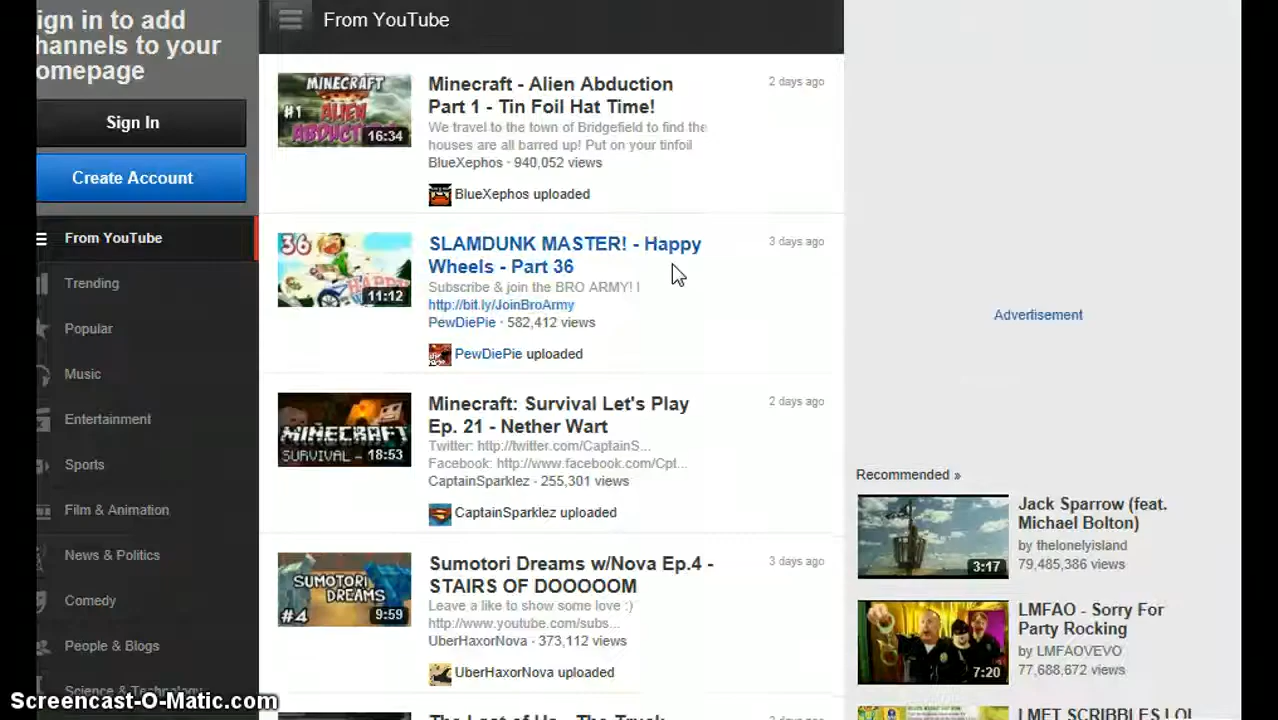 ign in to add
hannels to your
omepage
Sign In
Create Account
From YouTube
Trending
Popular
Music
Entertainment
Sports
Film & Animation
News & Politics
Comedy
People & Blogs
Science & Technology
Screencast-O-Matic.com
From YouTube
MINECRAFT
#1 ALIEN
ABDUCT
16:34
Minecraft - Alien Abduction
Part 1 - Tin Foil Hat Time!
2 days ago
We travel to the town of Bridgefield to find the
houses are all barred up! Put on your tinfoil
BlueXephos · 940,052 views
BlueXephos uploaded
36
HAPPY
11:12
SLAMDUNK MASTER! - Happy
Wheels - Part 36
3 days ago
Subscribe & join the BRO ARMY! I
http://bit.ly/JoinBroArmy
PewDiePie · 582,412 views
PewDiePie uploaded
MINECRAFT
SURVIVAL -
18:53
Minecraft: Survival Let's Play
Ep. 21 - Nether Wart
2 days ago
Twitter: http://twitter.com/CaptainS...
Facebook: http://www.facebook.com/Cpt...
CaptainSparklez - 255,301 views
CaptainSparklez uploaded
SUMOTORI
DREAMS
#4
9:59
Sumotori Dreams w/Nova Ep.4 -
STAIRS OF DOOOOOM
3 days ago
Leave a like to show some love :)
http://www.youtube.com/subs...
UberHaxorNova · 373,112 views
UberHaxorNova uploaded
The Last of Us - The Truck
Advertisement
Recommended »
3:17
Jack Sparrow (feat.
Michael Bolton)
by thelonelyisland
79,485,386 views
7:20
LMFAO - Sorry For
Party Rocking
by LMFAOVEVO
77,688,672 views